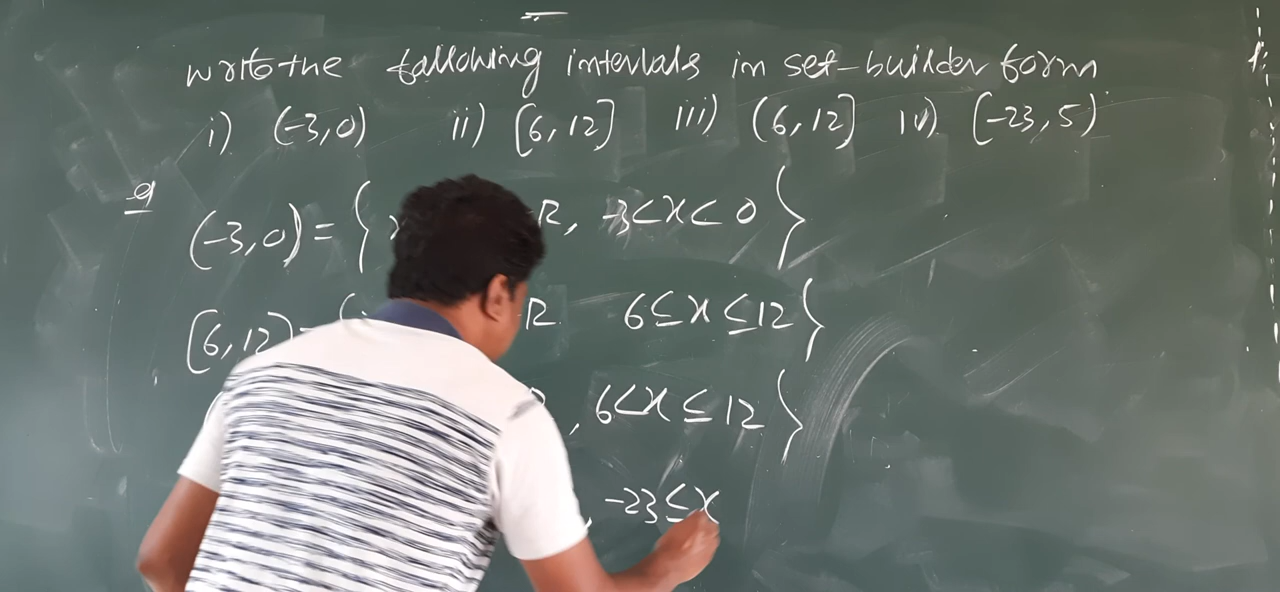 write the following intervals in set-builder form
i) (-3,0) ii) [6,12] iii) (6,12] iv) [-23,5)
(-3,0) = { R, -3<x<0 }
[6,12] = { R 6≤x≤12 }
, 6<x≤12 }
, -23≤x